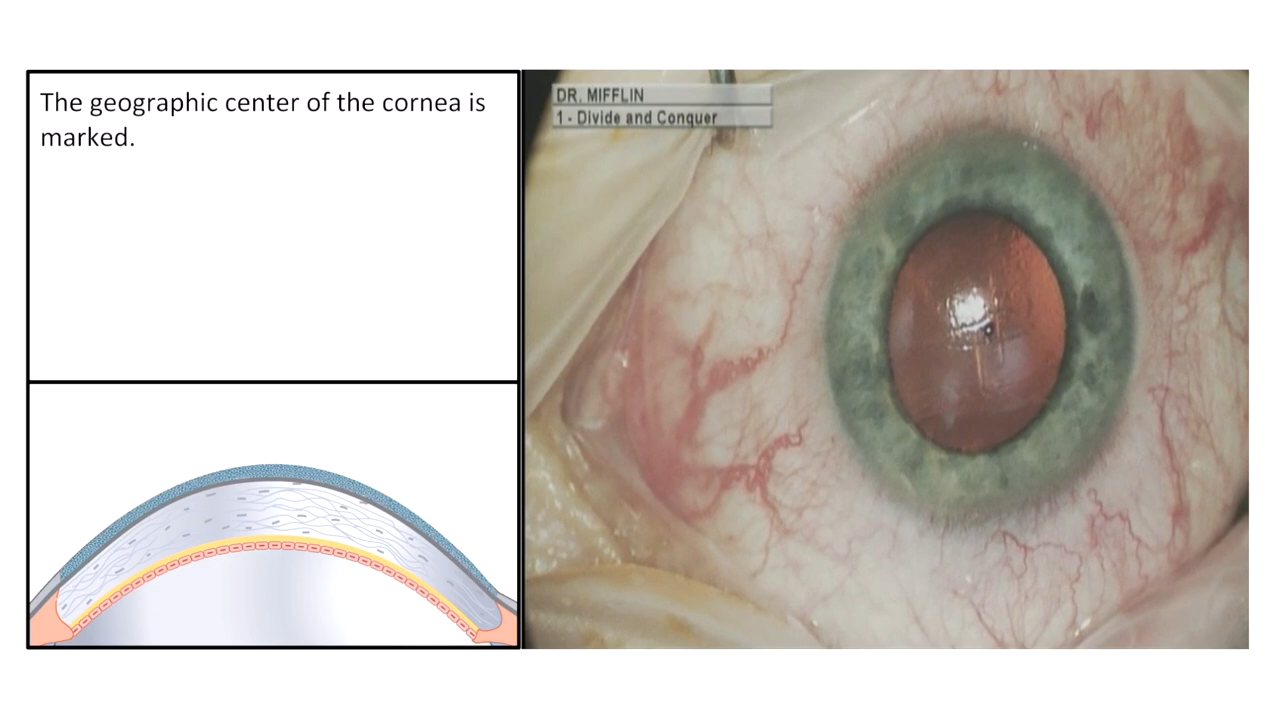 The geographic center of the cornea is
marked.
DR. MIFFLIN
1 - Divide and Conquer